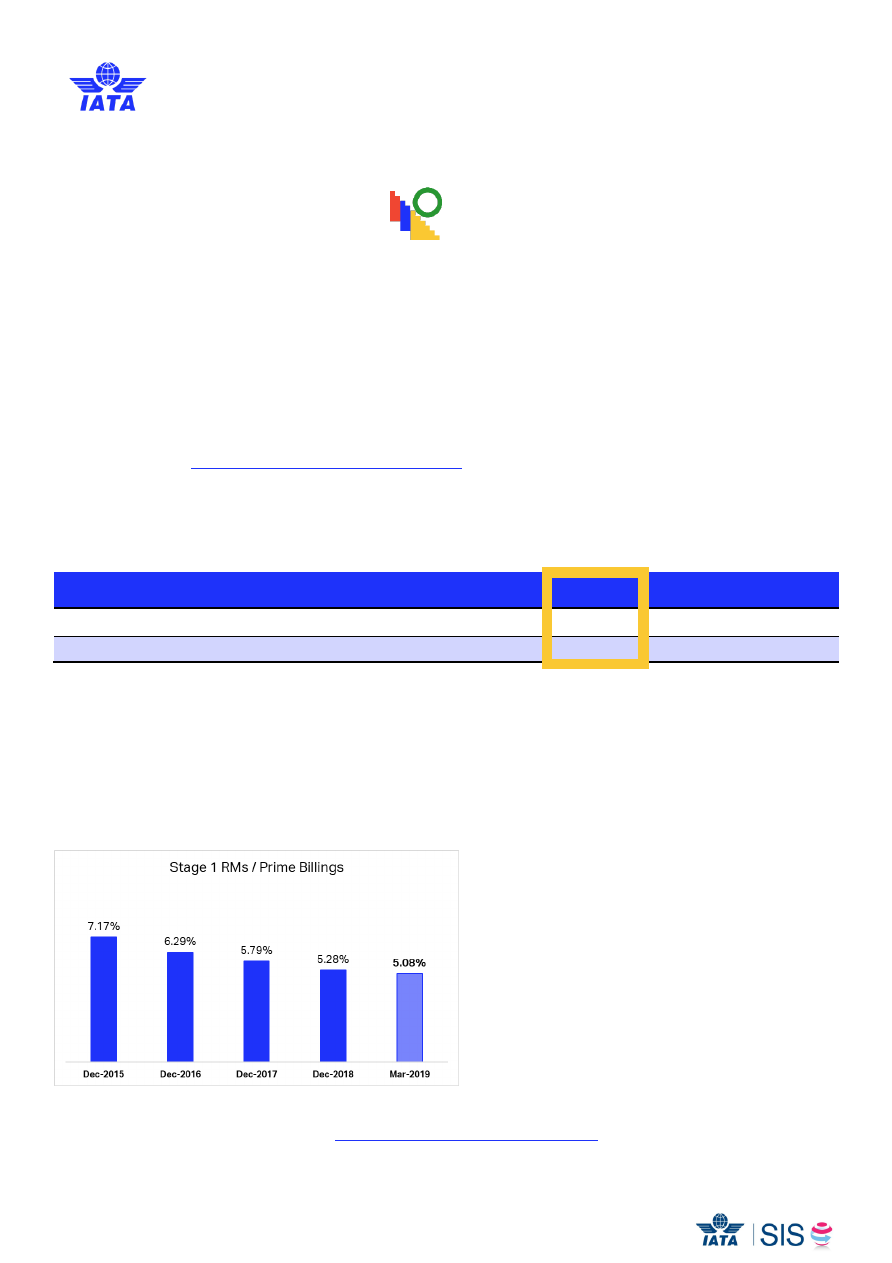 IATA
Stage 1 RMs / Prime Billings
7.17%
6.29%
5.79%
5.28%
5.08%
Dec-2015 Dec-2016 Dec-2017 Dec-2018 Mar-2019
IATA SIS